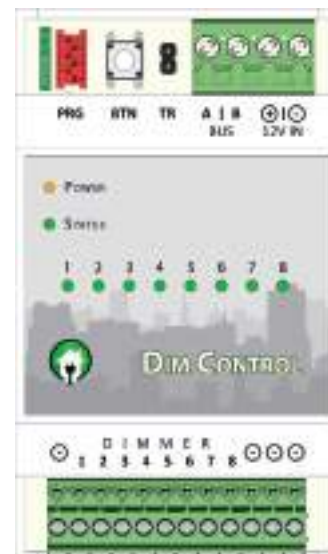 PRG BTN TR A | B ⊕|⊖
BUS 12V IN
Power
Status
1 2 3 4 5 6 7 8
DIM CONTROL
DIMMER
1 2 3 4 5 6 7 8